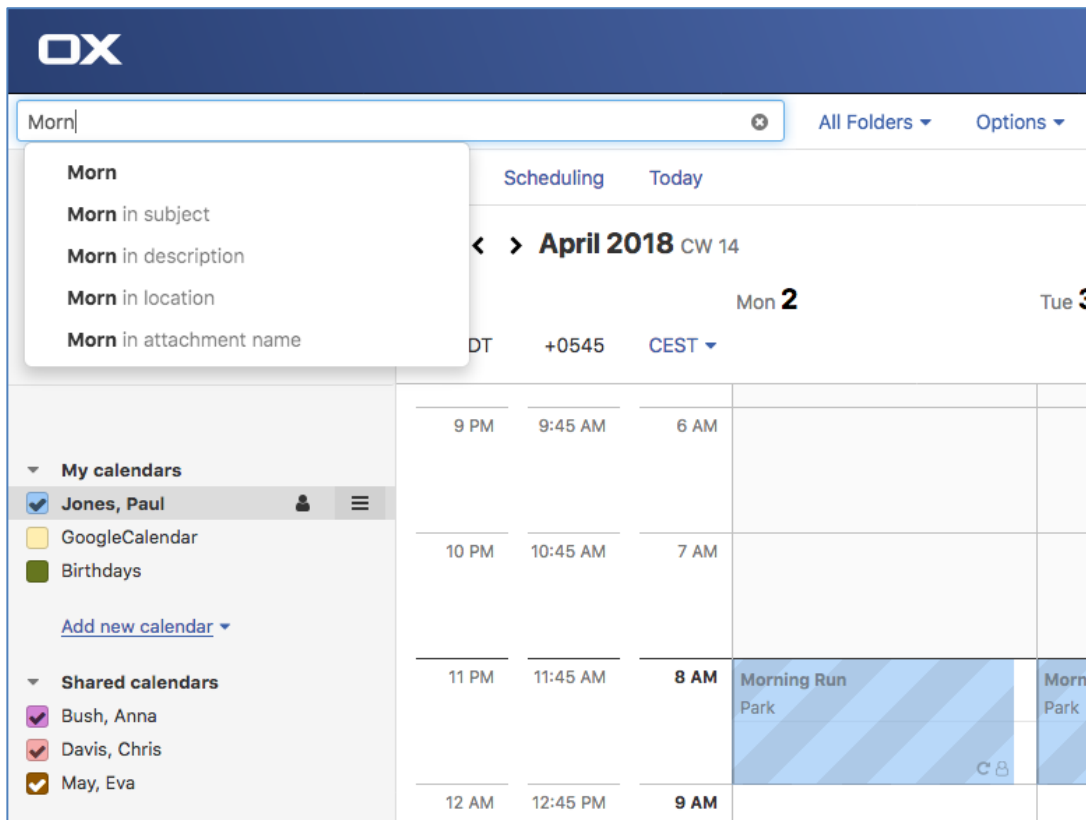 OX
Morn
All Folders
Options
Morn
Morn in subject
Morn in description
Morn in location
Morn in attachment name
Scheduling
Today
April 2018 CW 14
Mon 2
Tue 3
DT
+0545
CEST
9 PM 9:45 AM 6 AM
10 PM 10:45 AM 7 AM
11 PM 11:45 AM 8 AM
12 AM 12:45 PM 9 AM
Morning Run
Park
Morn
Park
My calendars
Jones, Paul
GoogleCalendar
Birthdays
Add new calendar
Shared calendars
Bush, Anna
Davis, Chris
May, Eva